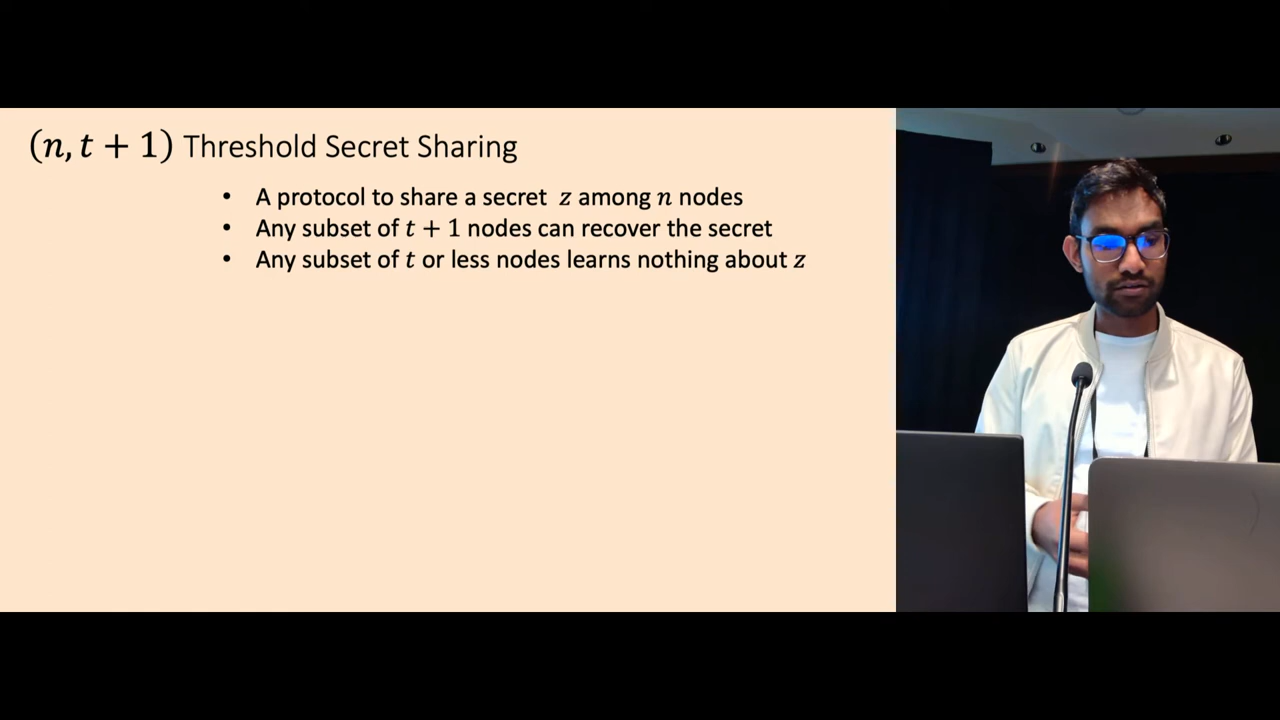 (n, t + 1) Threshold Secret Sharing
• A protocol to share a secret z among n nodes
• Any subset of t + 1 nodes can recover the secret
• Any subset of t or less nodes learns nothing about z